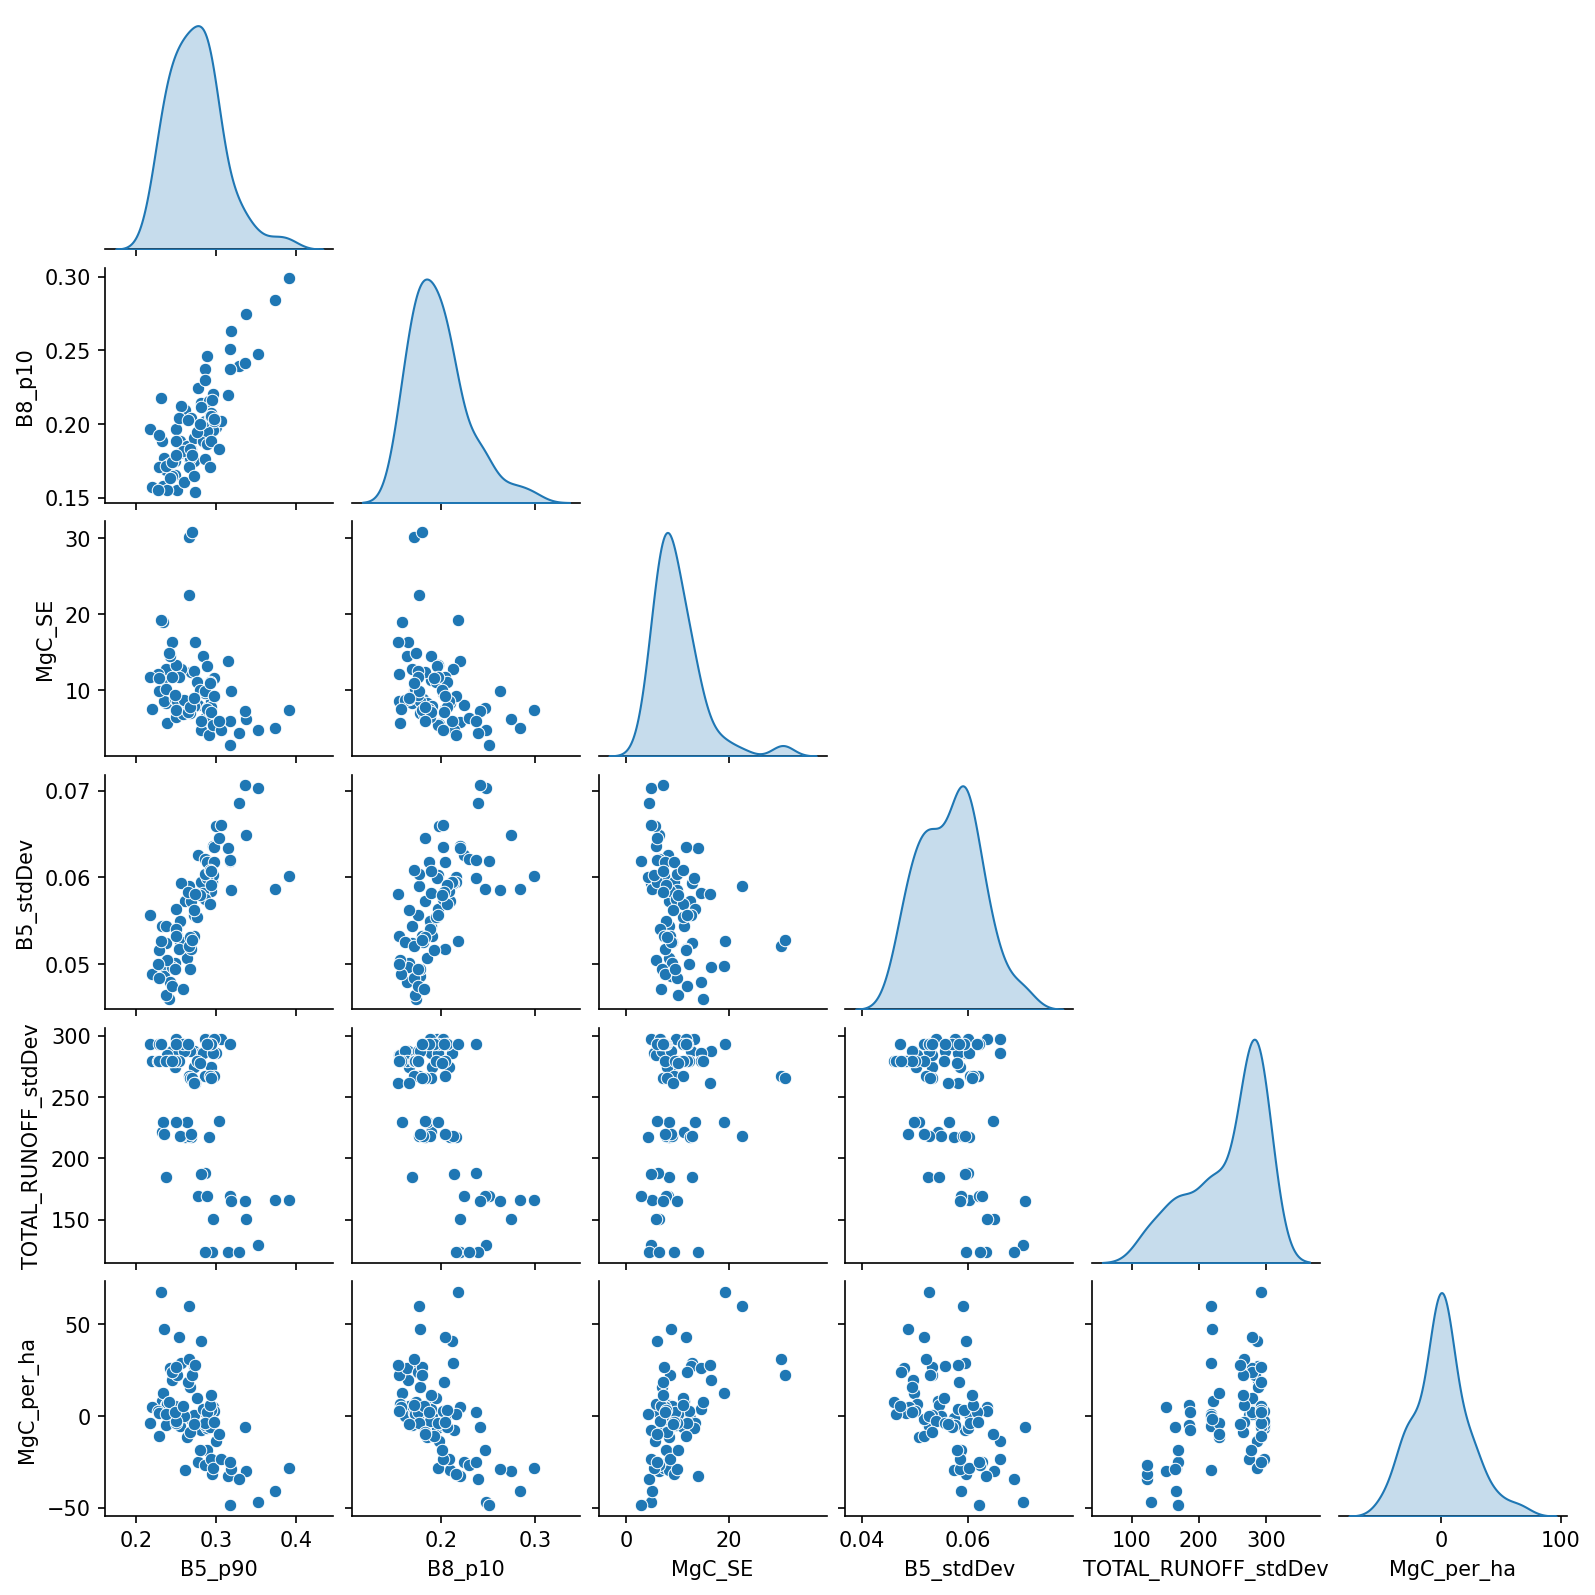 B8_p10
0.30
0.25
0.20
0.15
MgC_SE
30
20
10
B5_stdDev
0.07
0.06
0.05
TOTAL_RUNOFF_stdDev
300
250
200
150
MgC_per_ha
50
0
−50
0.2 0.3 0.4 0.2 0.3 0 20 0.04 0.06 100 200 300 0 100
B5_p90 B8_p10 MgC_SE B5_stdDev TOTAL_RUNOFF_stdDev MgC_per_ha